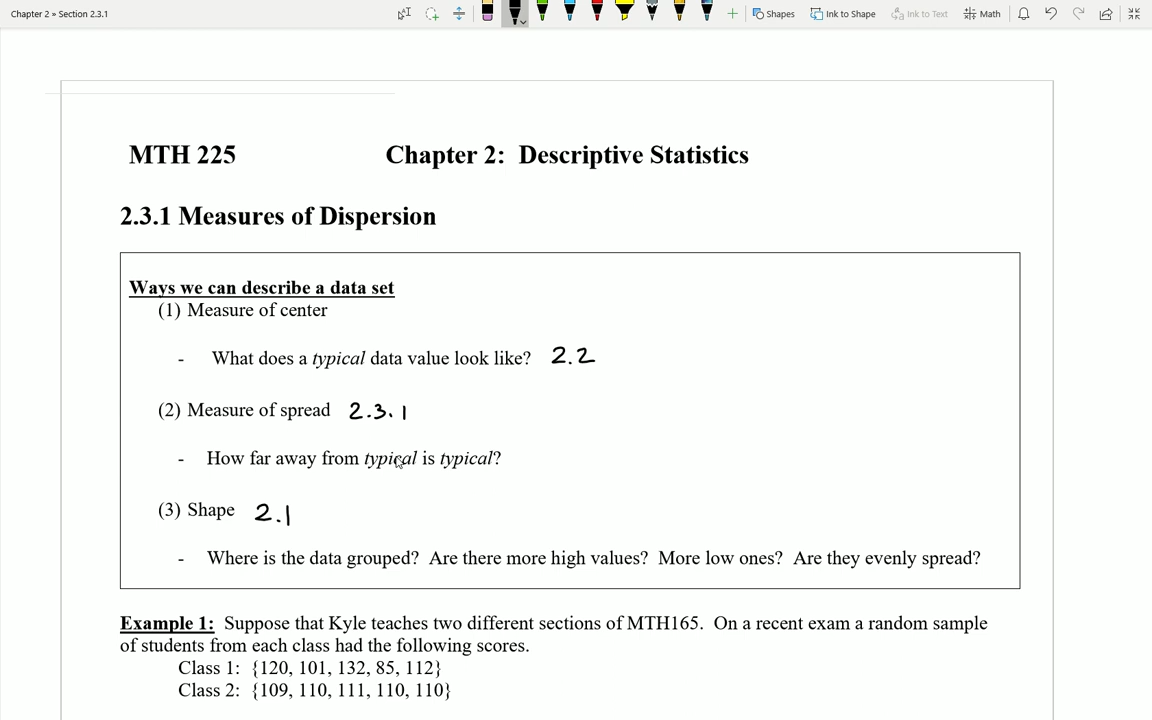 Chapter 2 » Section 2.3.1
Shapes Ink to Shape Ink to Text Math
MTH 225 Chapter 2: Descriptive Statistics
2.3.1 Measures of Dispersion
Ways we can describe a data set
(1) Measure of center
- What does a typical data value look like? 2.2
(2) Measure of spread 2.3.1
- How far away from typical is typical?
(3) Shape 2.1
- Where is the data grouped? Are there more high values? More low ones? Are they evenly spread?
Example 1: Suppose that Kyle teaches two different sections of MTH165. On a recent exam a random sample
of students from each class had the following scores.
Class 1: {120, 101, 132, 85, 112}
Class 2: {109, 110, 111, 110, 110}